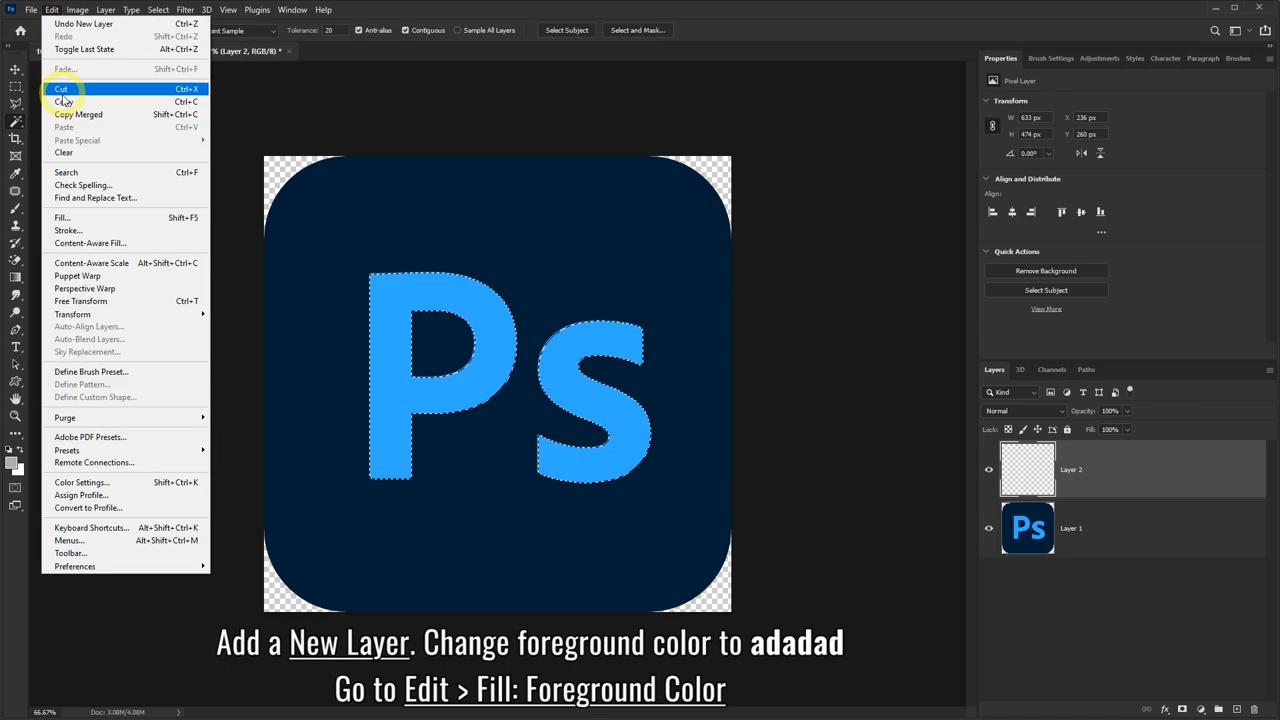 Ps File Edit Image Layer Type Select Filter 3D View Plugins Window Help
Tolerance: 20 Anti-alias Contiguous Sample All Layers Select Subject Select and Mask...
(Layer 2, RGB/8) *
Undo New Layer Ctrl+Z
Redo Shift+Ctrl+Z
Toggle Last State Alt+Ctrl+Z
Fade... Shift+Ctrl+F
Cut Ctrl+X
Copy Ctrl+C
Copy Merged Shift+Ctrl+C
Paste Ctrl+V
Paste Special
Clear
Search Ctrl+F
Check Spelling...
Find and Replace Text...
Fill... Shift+F5
Stroke...
Content-Aware Fill...
Content-Aware Scale Alt+Shift+Ctrl+C
Puppet Warp
Perspective Warp
Free Transform Ctrl+T
Transform
Auto-Align Layers...
Auto-Blend Layers...
Sky Replacement...
Define Brush Preset...
Define Pattern...
Define Custom Shape...
Purge
Adobe PDF Presets...
Presets
Remote Connections...
Color Settings... Shift+Ctrl+K
Assign Profile...
Convert to Profile...
Keyboard Shortcuts... Alt+Shift+Ctrl+K
Menus... Alt+Shift+Ctrl+M
Toolbar...
Preferences
Ps
Properties Brush Settings Adjustments Styles Character Paragraph Brushes
Pixel Layer
Transform
W 633 px X 236 px
H 474 px Y 260 px
0.00°
Align and Distribute
Align:
Quick Actions
Remove Background
Select Subject
View More
Layers 3D Channels Paths
Kind
Normal Opacity: 100%
Lock: Fill: 100%
Layer 2
Ps Layer 1
Add a New Layer. Change foreground color to adadad
Go to Edit > Fill: Foreground Color
66.67% Doc: 3.08M/4.08M